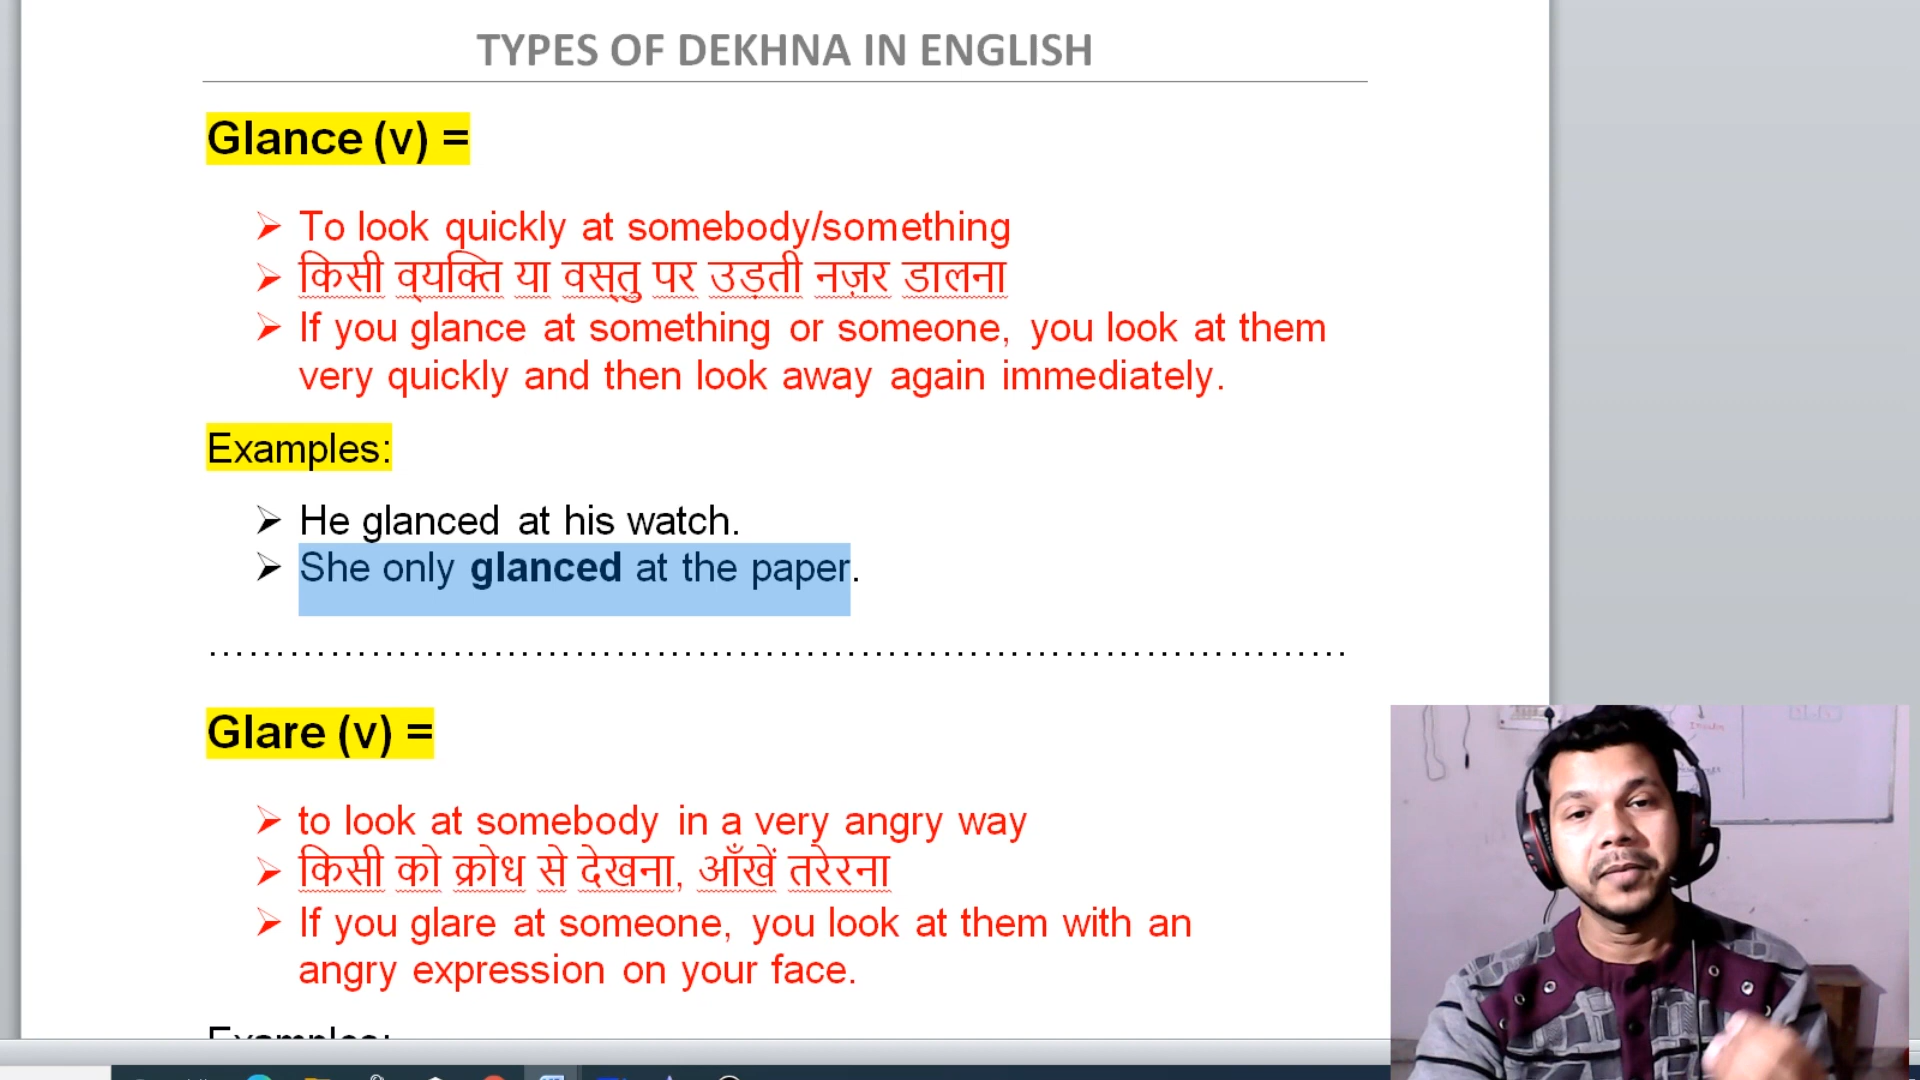 TYPES OF DEKHNA IN ENGLISH
Glance (v) =
➢ To look quickly at somebody/something
➢ किसी व्यक्ति या वस्तु पर उड़ती नज़र डालना
➢ If you glance at something or someone, you look at them
very quickly and then look away again immediately.
Examples:
➢ He glanced at his watch.
➢ She only glanced at the paper.
................................................................................
Glare (v) =
➢ to look at somebody in a very angry way
➢ किसी को क्रोध से देखना, आँखें तरेरना
➢ If you glare at someone, you look at them with an
angry expression on your face.
Examples: